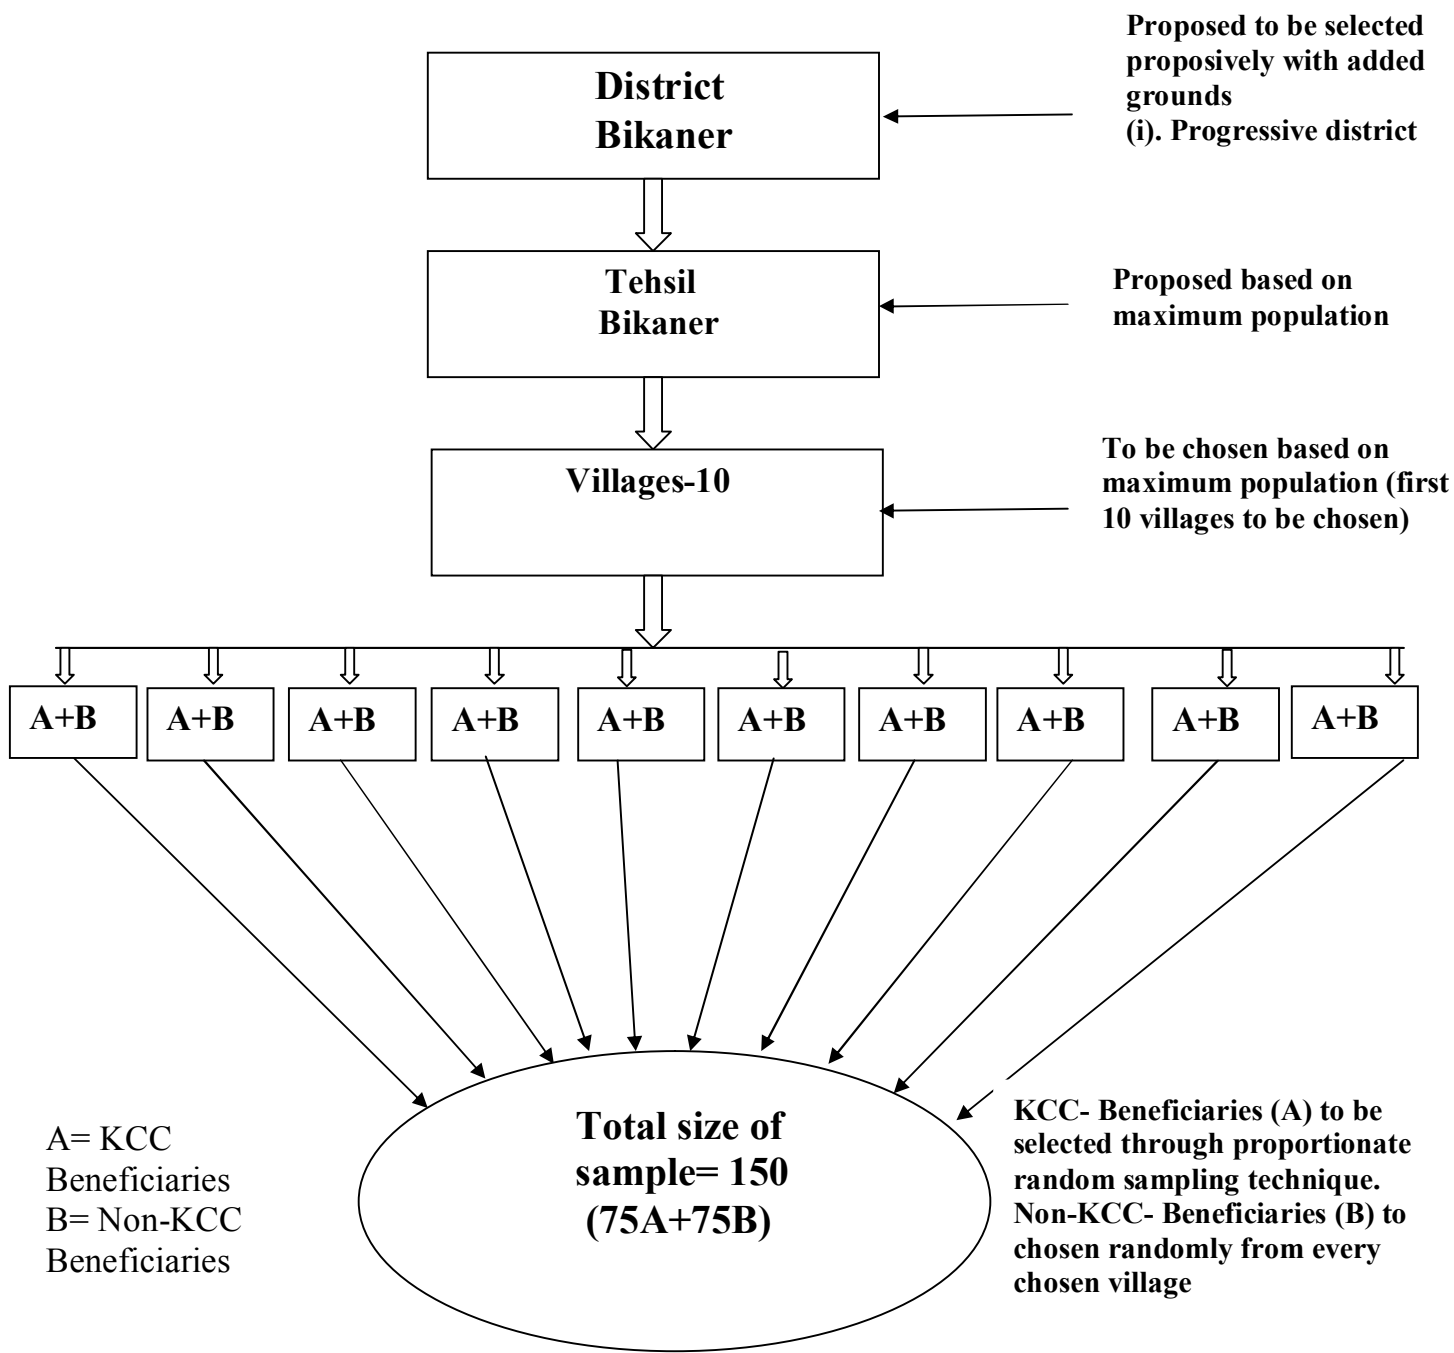 Proposed to be selected
proposively with added
grounds
(i). Progressive district
District
Bikaner
Tehsil
Bikaner
Proposed based on
maximum population
Villages-10
To be chosen based on
maximum population (first
10 villages to be chosen)
A+B
A+B
A+B
A+B
A+B
A+B
A+B
A+B
A+B
A+B
Total size of
sample= 150
(75A+75B)
A= KCC
Beneficiaries
B= Non-KCC
Beneficiaries
KCC- Beneficiaries (A) to be
selected through proportionate
random sampling technique.
Non-KCC- Beneficiaries (B) to
chosen randomly from every
chosen village